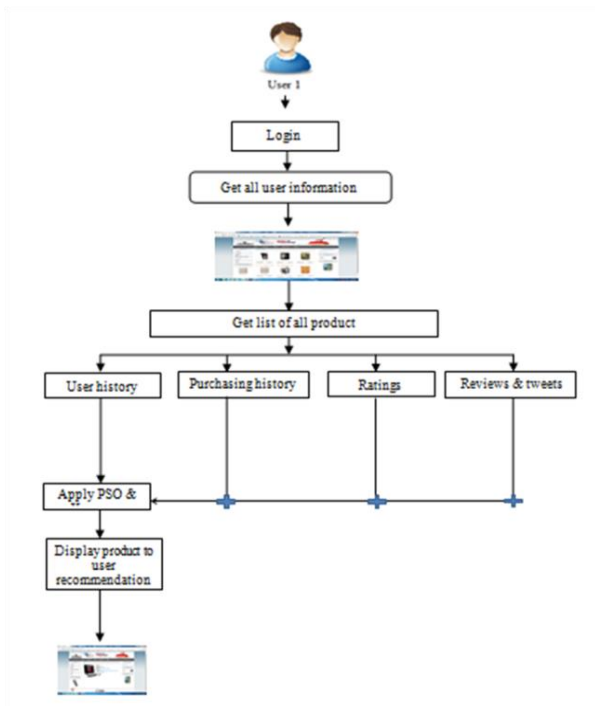 User 1
Login
Get all user information
Get list of all product
User history
Purchasing history
Ratings
Reviews & tweets
Apply PSO &
Display product to
user
recommendation